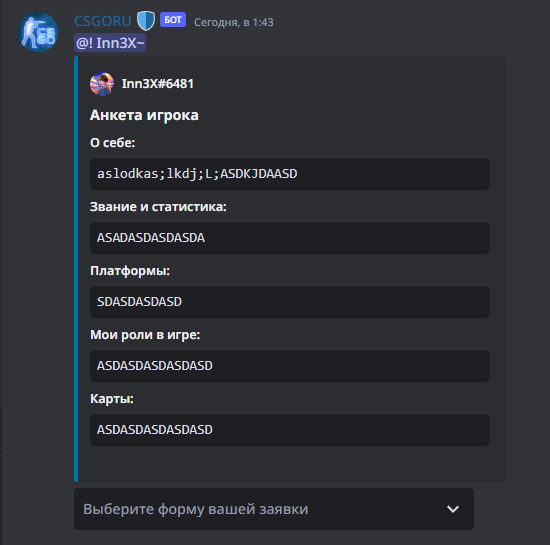 CSGORU БОТ Сегодня, в 1:43
@! Inn3X~
Inn3X#6481
Анкета игрока
О себе:
aslodkas;lkdj;L;ASDKJDAASD
Звание и статистика:
ASADASDASDASDA
Платформы:
SDASDASDASD
Мои роли в игре:
ASDASDASDASDASD
Карты:
ASDASDASDASDASD
Выберите форму вашей заявки